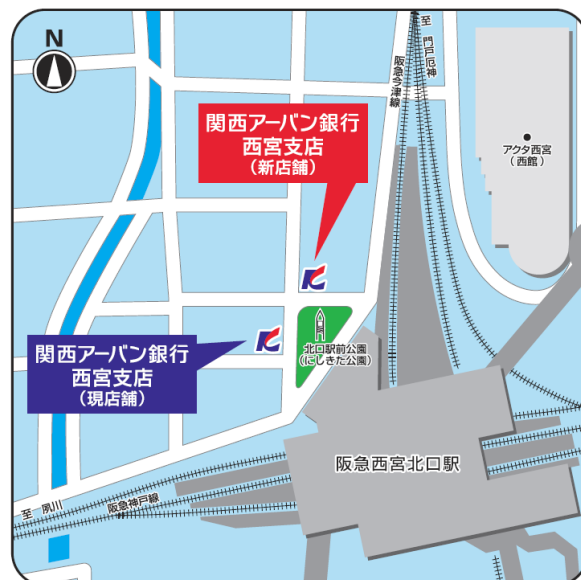 N
至 門戸厄神
阪急今津線
関西アーバン銀行
西宮支店
(新店舗)
アクタ西宮
(西館)
北口駅前公園
(にしきた公園)
関西アーバン銀行
西宮支店
(現店舗)
阪急西宮北口駅
阪急神戸線
至 夙川